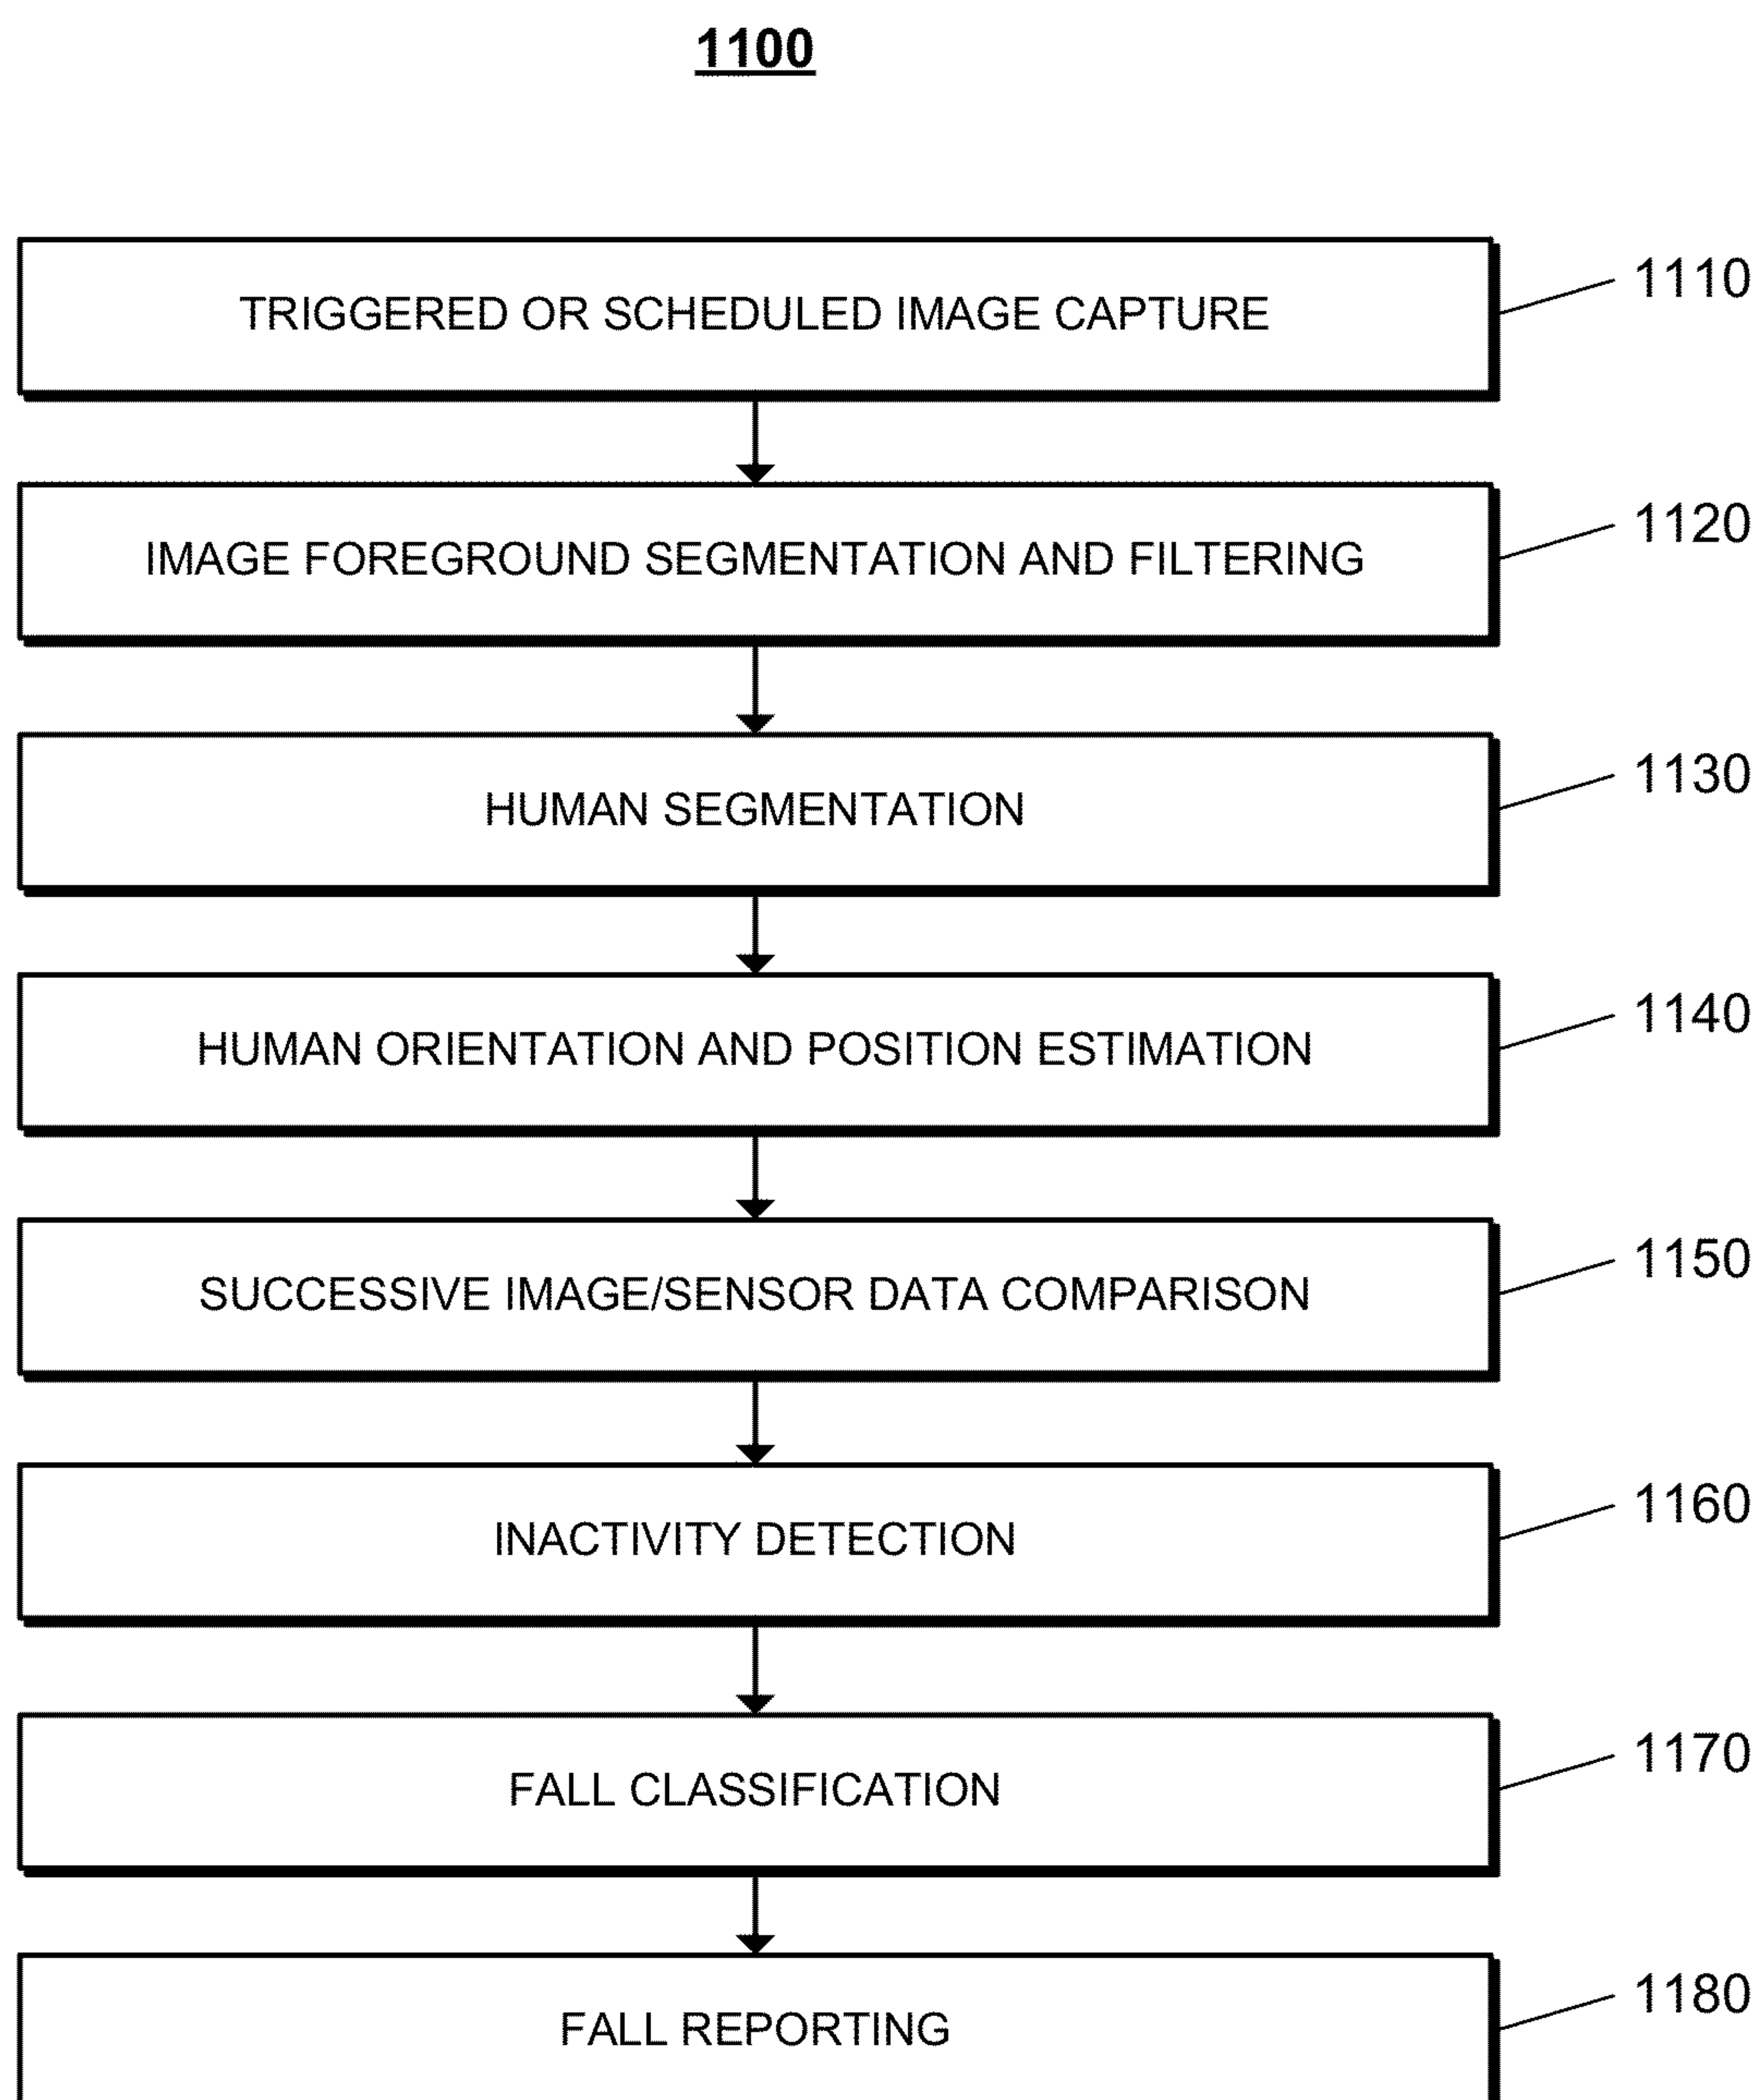 1100
TRIGGERED OR SCHEDULED IMAGE CAPTURE
1110
IMAGE FOREGROUND SEGMENTATION AND FILTERING
1120
HUMAN SEGMENTATION
1130
HUMAN ORIENTATION AND POSITION ESTIMATION
1140
SUCCESSIVE IMAGE/SENSOR DATA COMPARISON
1150
INACTIVITY DETECTION
1160
FALL CLASSIFICATION
1170
FALL REPORTING
1180